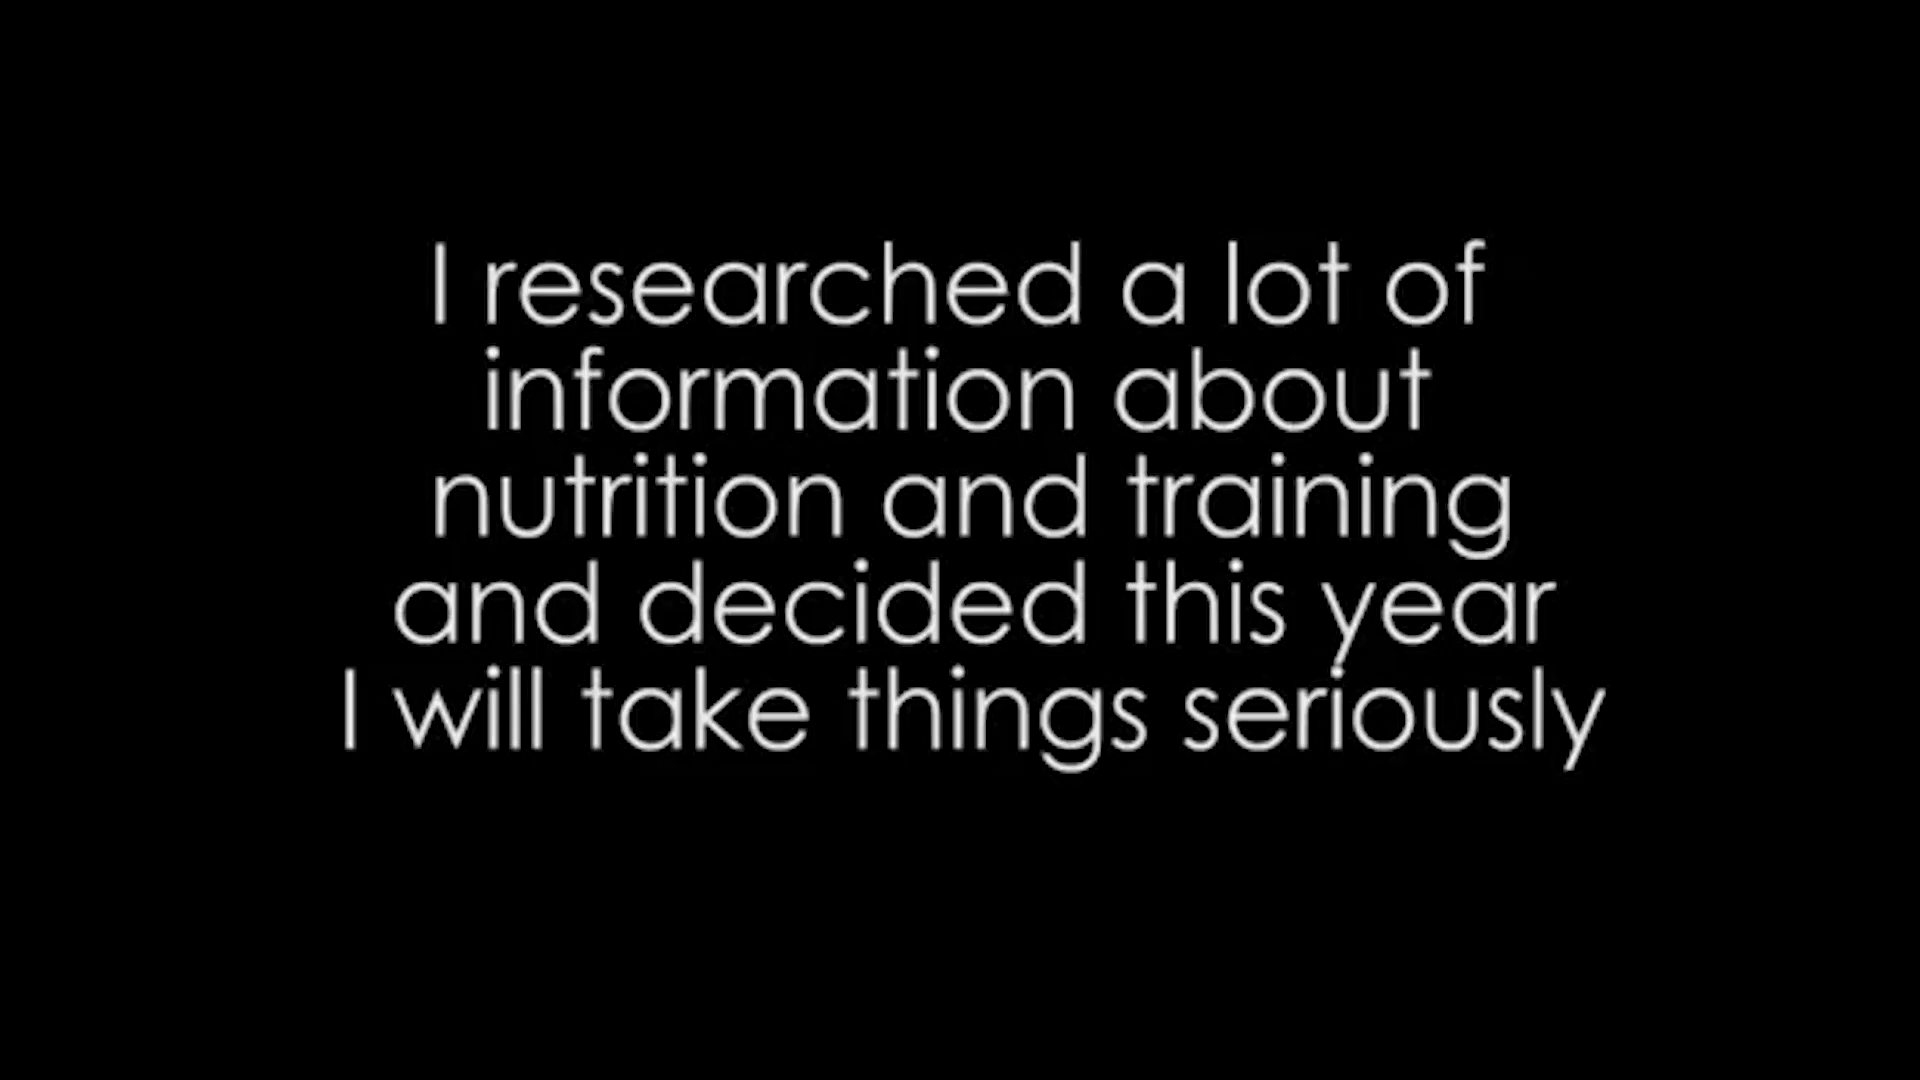 I researched a lot of
information about
nutrition and training
and decided this year
I will take things seriously